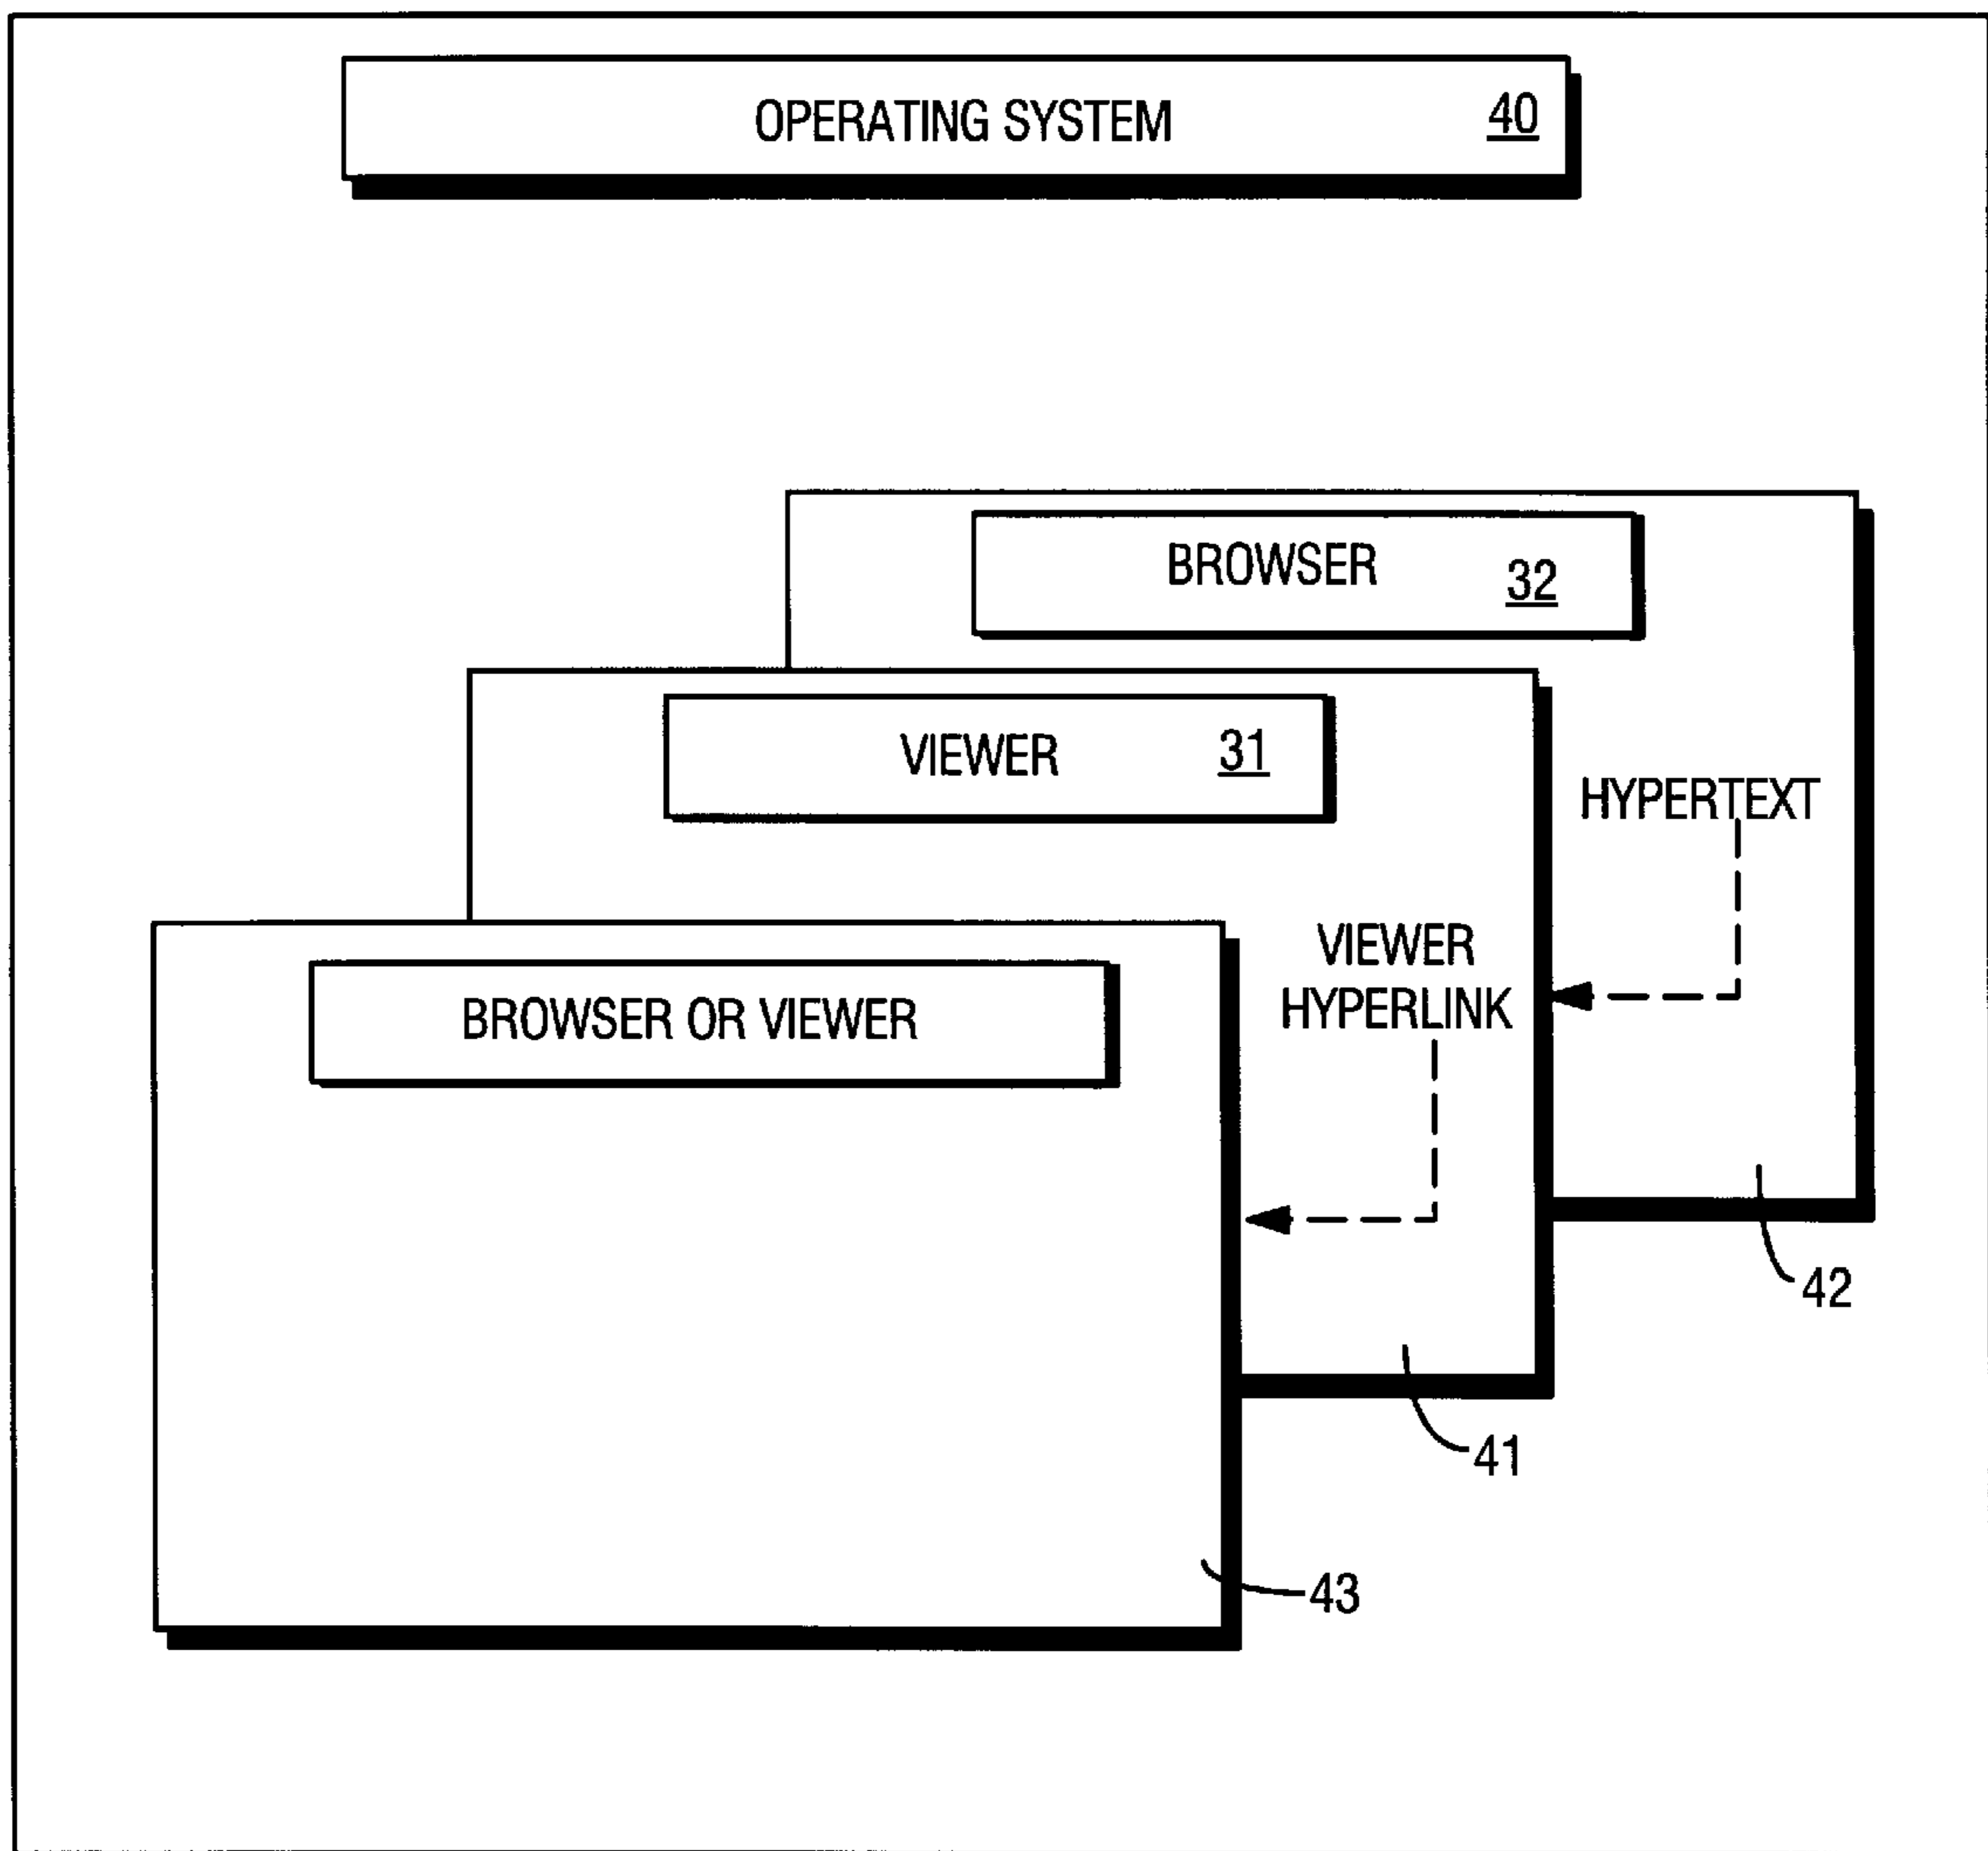 OPERATING SYSTEM 40
BROWSER 32
VIEWER 31
HYPERTEXT
VIEWER
HYPERLINK
BROWSER OR VIEWER
42
41
43